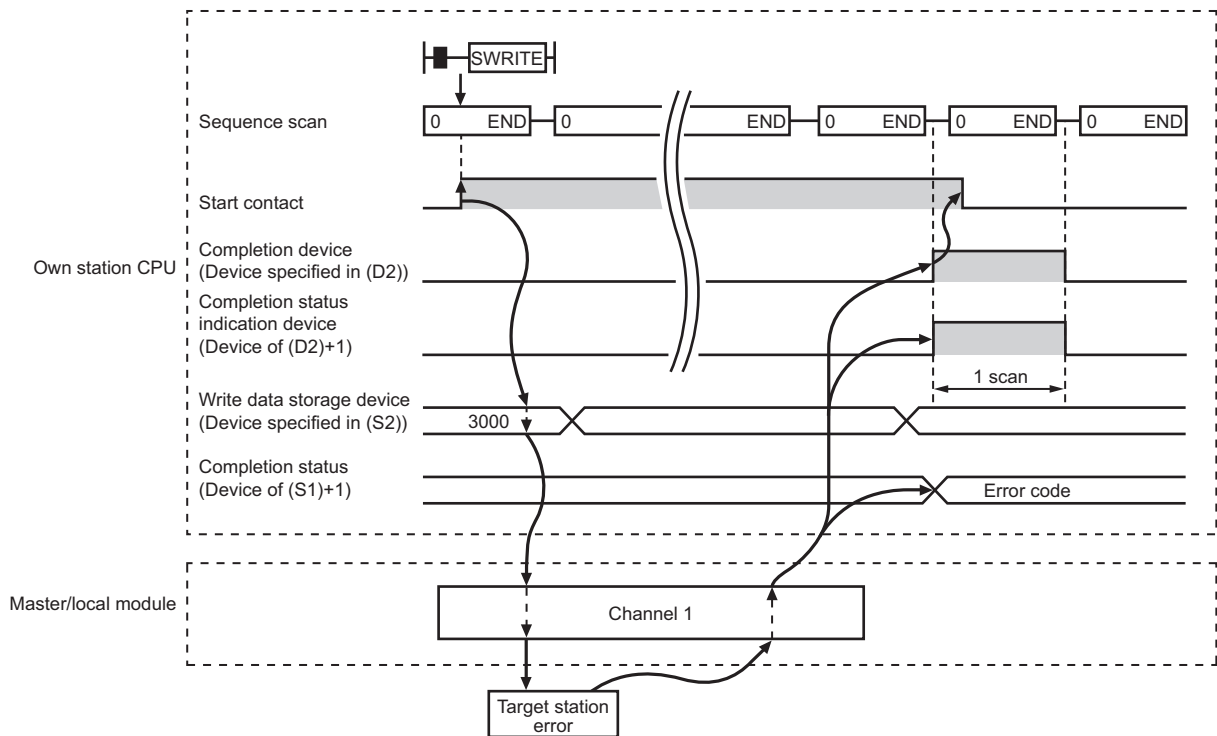 SWRITE
Sequence scan
0 END 0 END 0 END 0 END 0 END
Start contact
Own station CPU
Completion device
(Device specified in (D2))
Completion status
indication device
(Device of (D2)+1)
1 scan
Write data storage device
(Device specified in (S2))
3000
Completion status
(Device of (S1)+1)
Error code
Master/local module
Channel 1
Target station
error